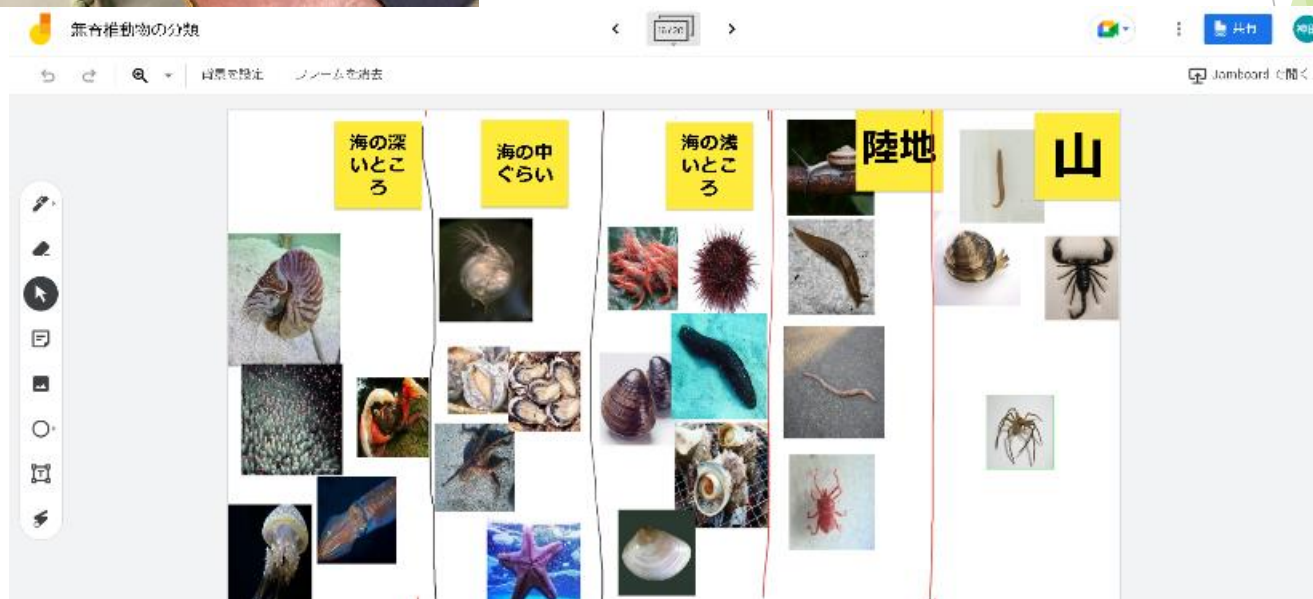 無脊椎動物の分類
16/20
共有
背景を設定
フレームを消去
Jamboard で開く
海の深
いとこ
ろ
海の中
ぐらい
海の浅
いとこ
ろ
陸地
山